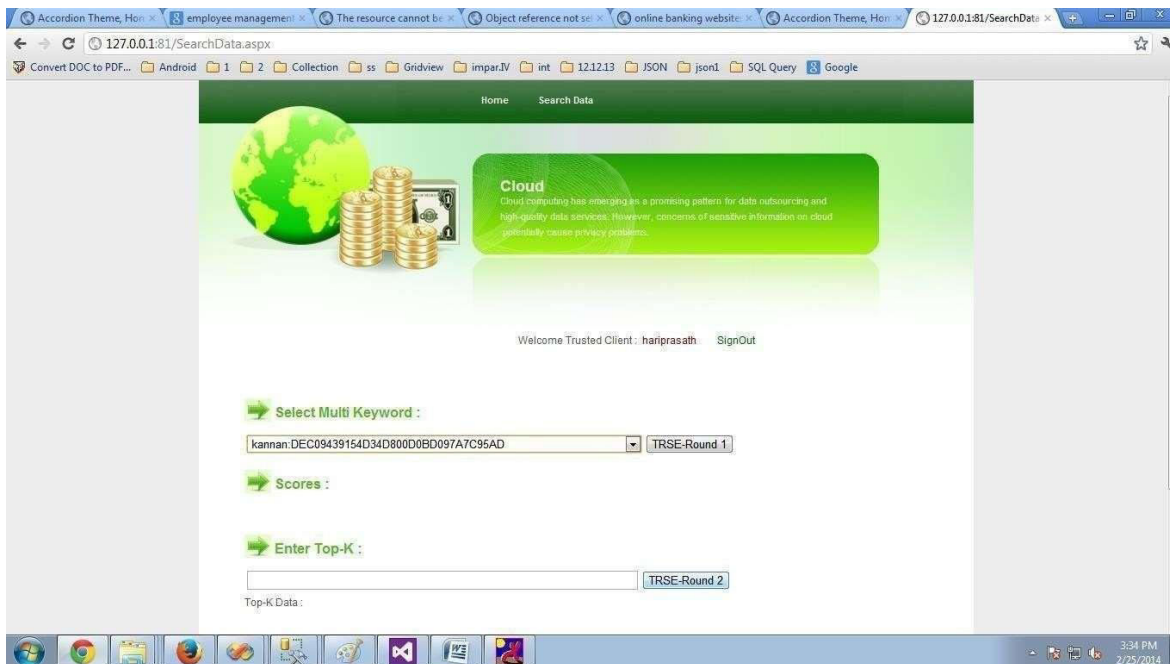 Accordion Theme, Hon
employee management
The resource cannot be
Object reference not set
online banking website
Accordion Theme, Hon
127.0.0.1:81/SearchData
127.0.0.1:81/SearchData.aspx
Convert DOC to PDF... Android 1 2 Collection ss Gridview impar.IV int 12.12.13 JSON json1 SQL Query Google
Home Search Data
Cloud
Cloud computing has emerging as a promising pattern for data outsourcing and
high-quality data services. However, concerns of sensitive information on cloud
potentially cause privacy problems.
Welcome Trusted Client : hariprasath SignOut
Select Multi Keyword :
kannan:DEC09439154D34D800D0BD097A7C95AD TRSE-Round 1
Scores :
Enter Top-K :
TRSE-Round 2
Top-K Data :
3:34 PM
2/25/2014